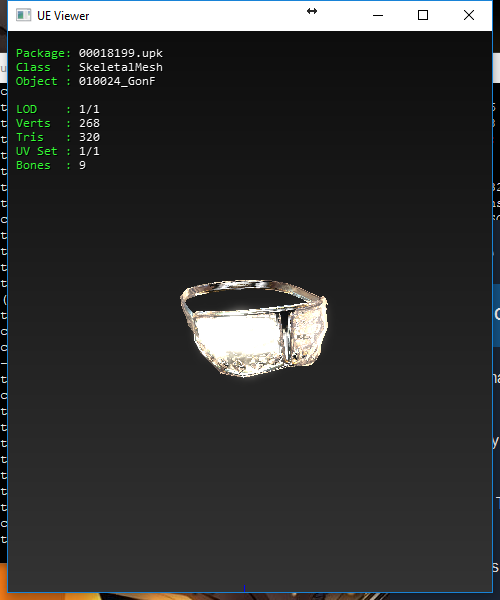 UE Viewer
Package: 00018199.upk
Class  : SkeletalMesh
Object : 010024_GonF
LOD    : 1/1
Verts  : 268
Tris   : 320
UV Set : 1/1
Bones  : 9